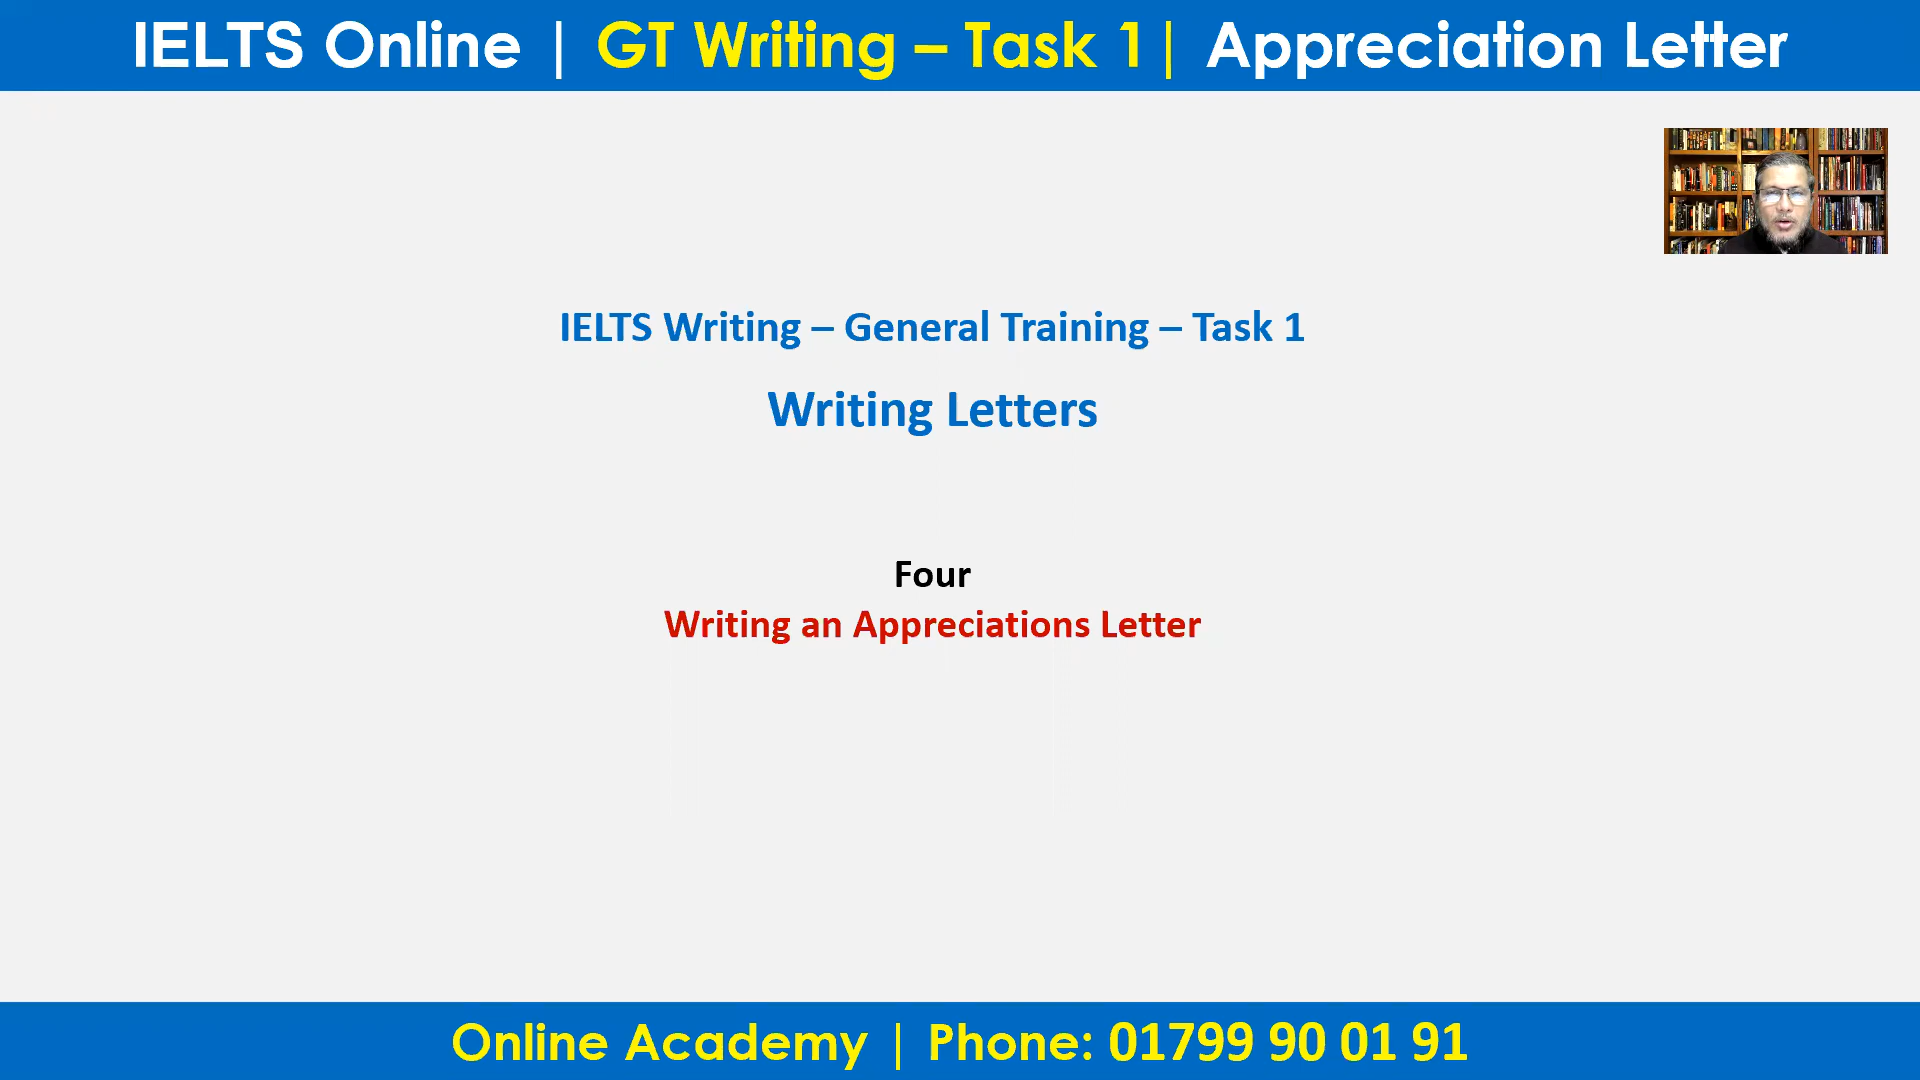 IELTS Online | GT Writing – Task 1 | Appreciation Letter
IELTS Writing – General Training – Task 1
Writing Letters
Four
Writing an Appreciations Letter
Online Academy | Phone: 01799 90 01 91